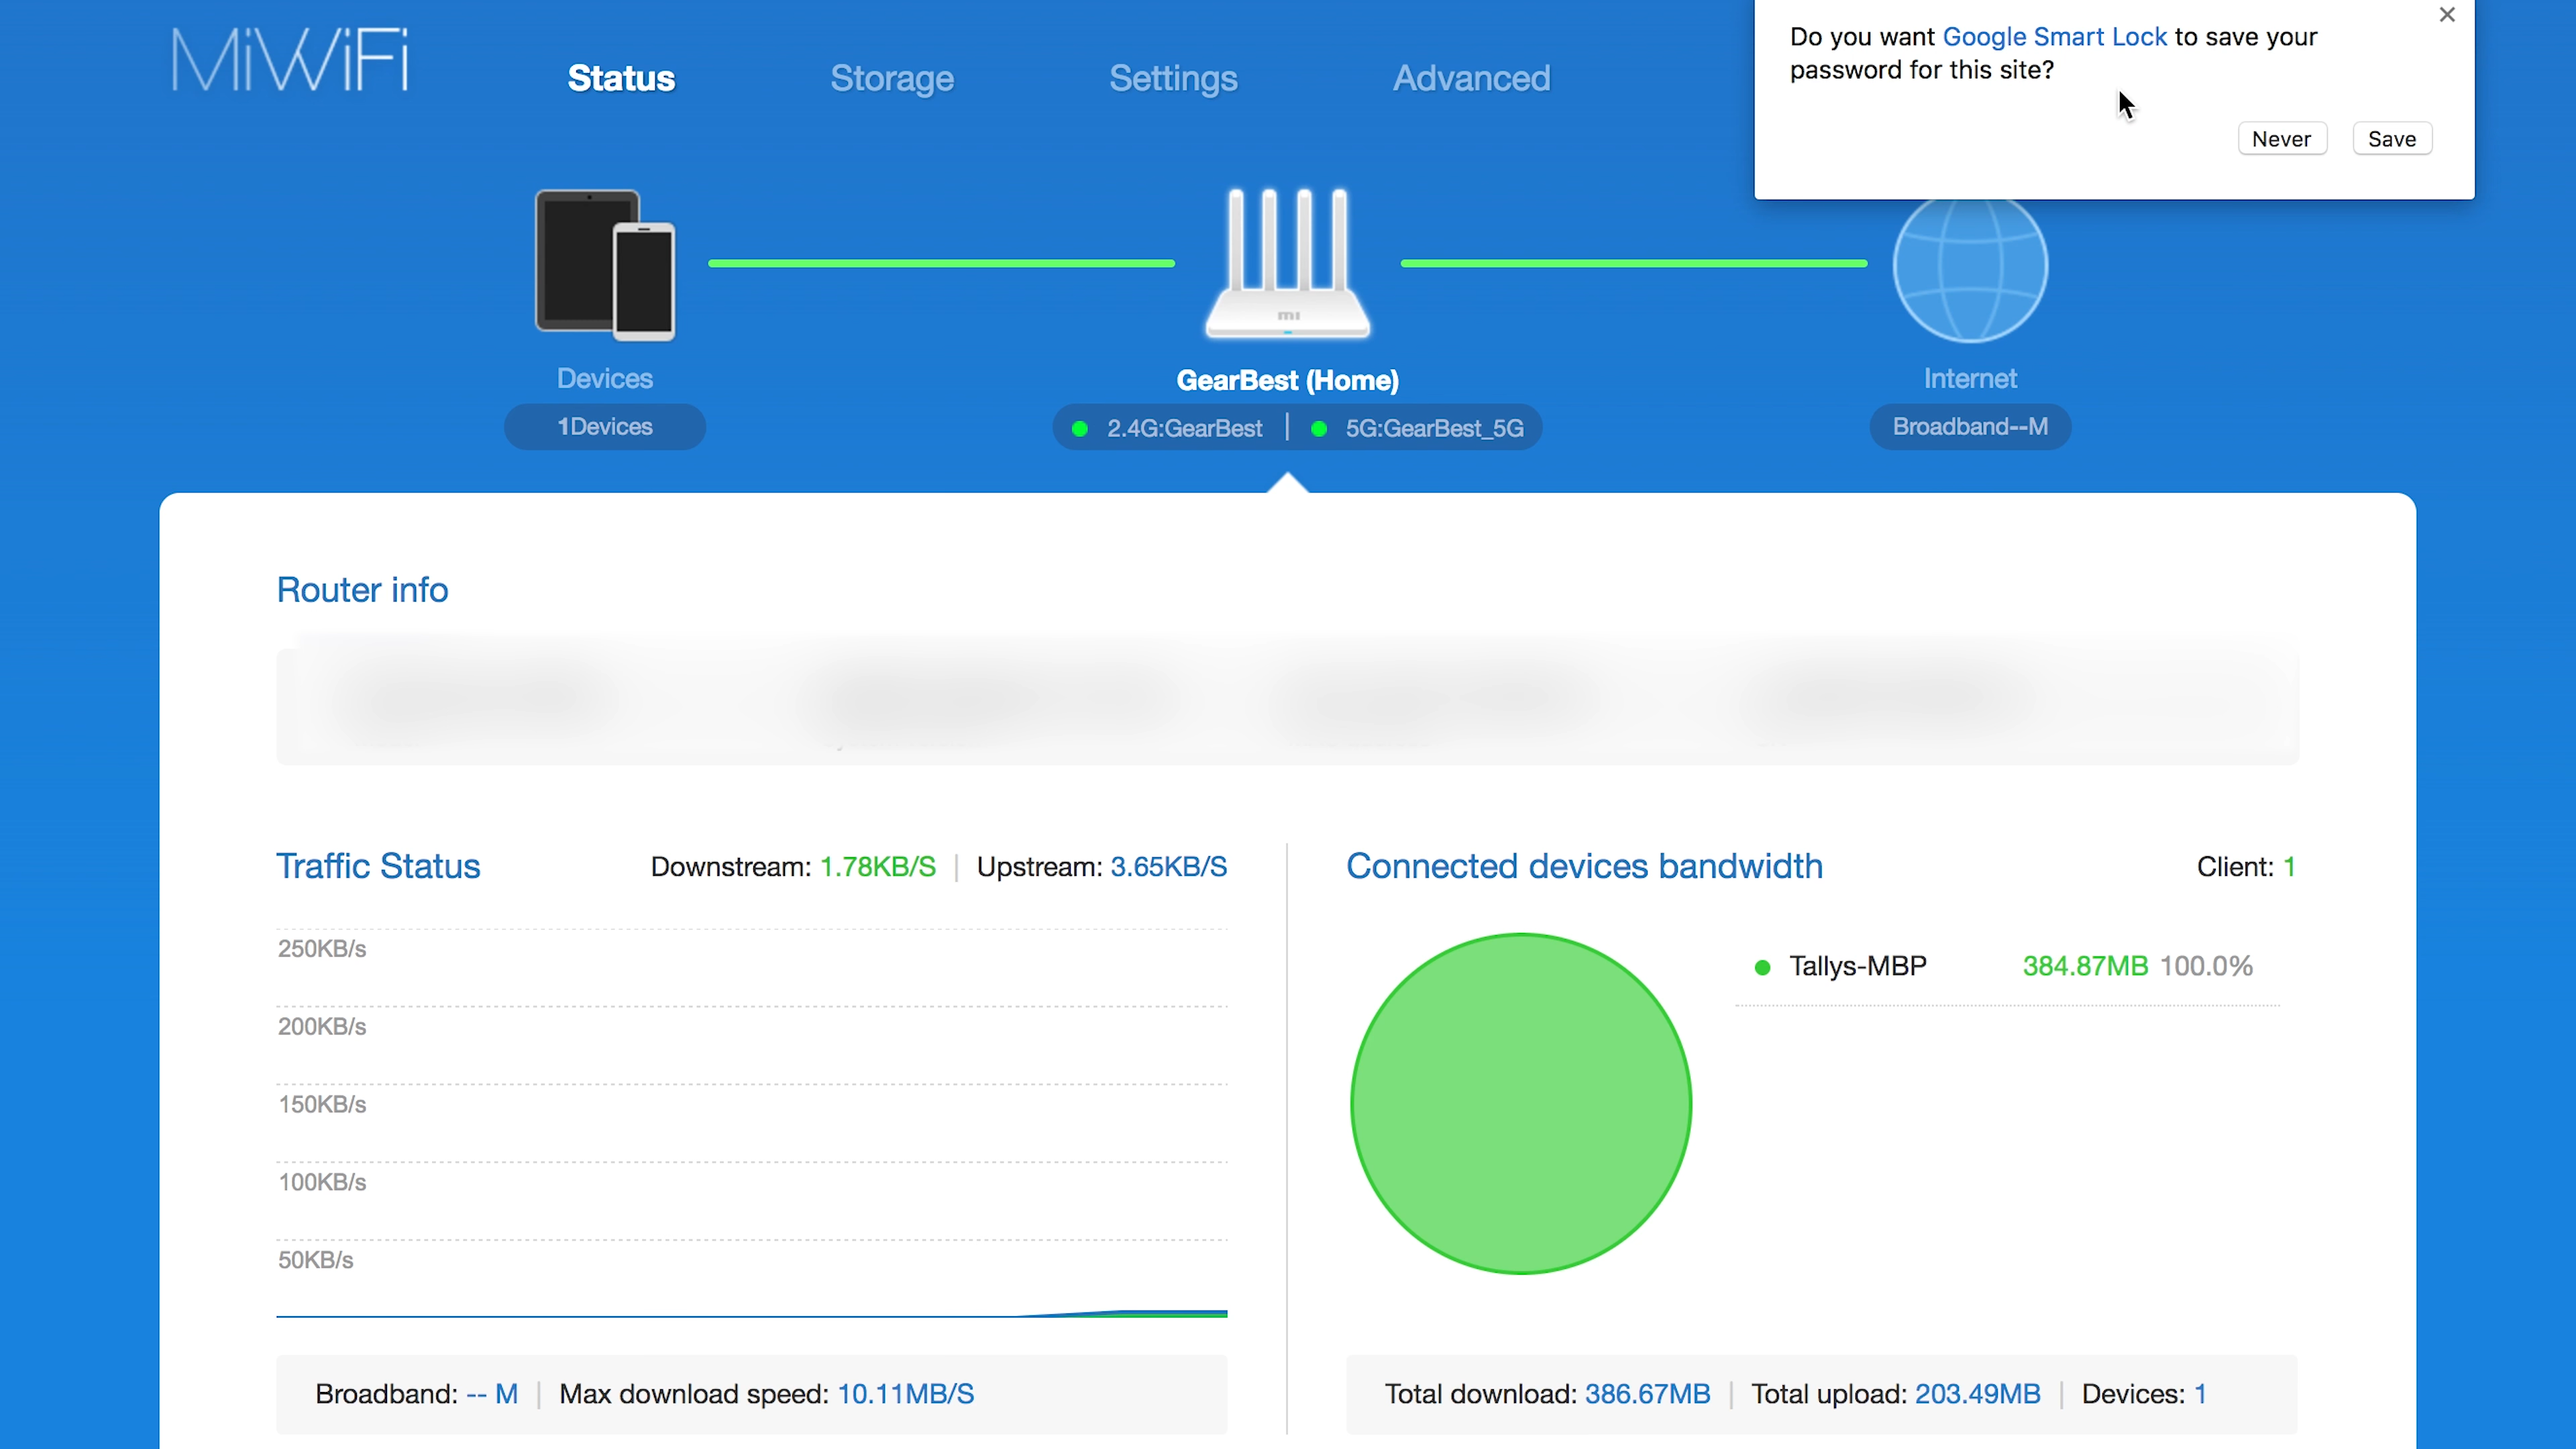 MiWiFi
Status
Storage
Settings
Advanced
Do you want Google Smart Lock to save your
password for this site?
Never
Save
mi
Devices
1Devices
GearBest (Home)
2.4G:GearBest | 5G:GearBest_5G
Internet
Broadband--M
Router info
Traffic Status
Downstream: 1.78KB/S | Upstream: 3.65KB/S
250KB/s
200KB/s
150KB/s
100KB/s
50KB/s
Broadband: -- M | Max download speed: 10.11MB/S
Connected devices bandwidth
Client: 1
Tallys-MBP 384.87MB 100.0%
Total download: 386.67MB | Total upload: 203.49MB | Devices: 1